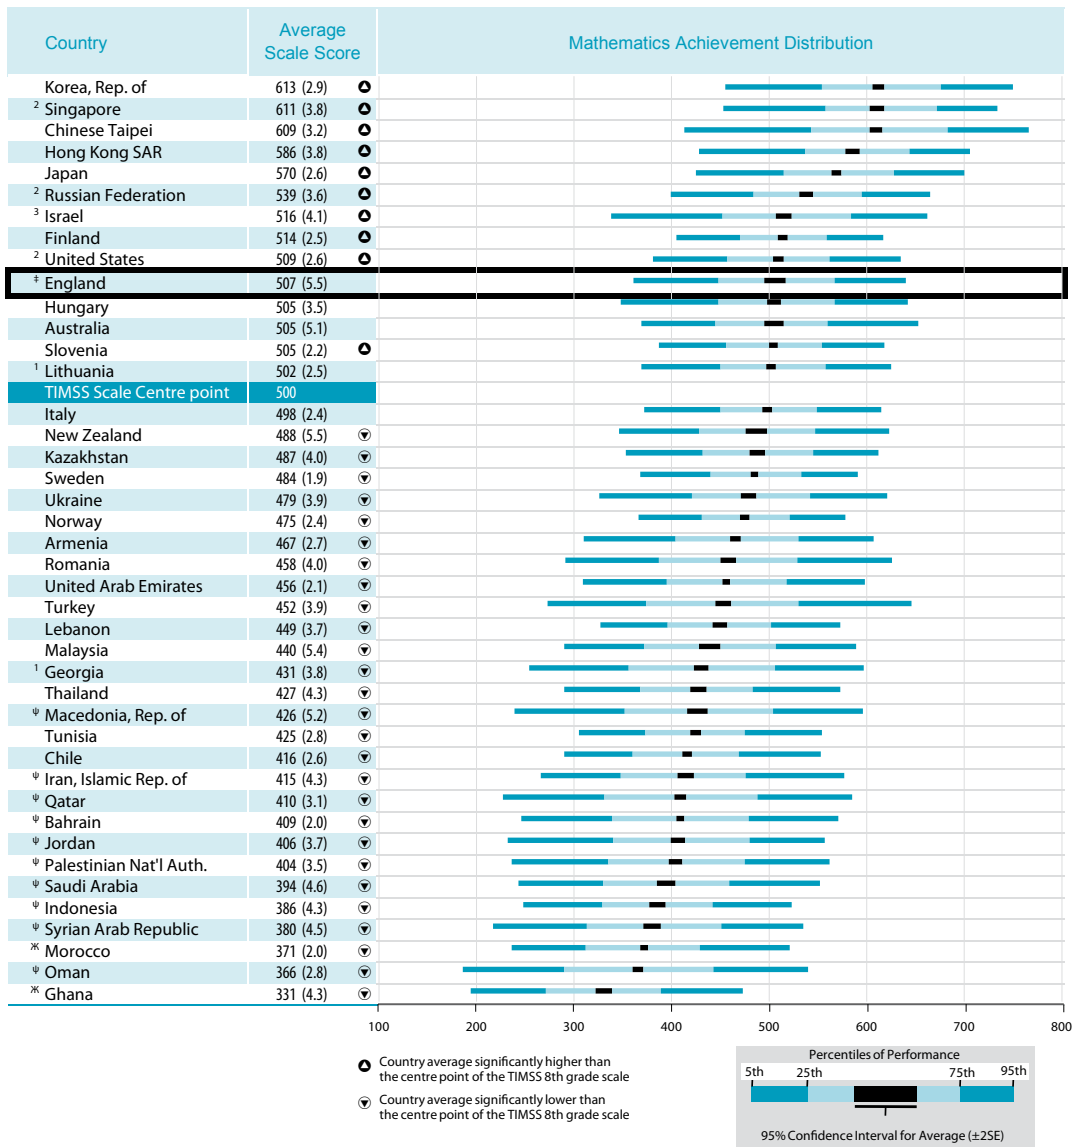 Country Average Scale Score Mathematics Achievement Distribution
Korea, Rep. of 613 (2.9)
2 Singapore 611 (3.8)
Chinese Taipei 609 (3.2)
Hong Kong SAR 586 (3.8)
Japan 570 (2.6)
2 Russian Federation 539 (3.6)
3 Israel 516 (4.1)
Finland 514 (2.5)
2 United States 509 (2.6)
‡ England 507 (5.5)
Hungary 505 (3.5)
Australia 505 (5.1)
Slovenia 505 (2.2)
1 Lithuania 502 (2.5)
TIMSS Scale Centre point 500
Italy 498 (2.4)
New Zealand 488 (5.5)
Kazakhstan 487 (4.0)
Sweden 484 (1.9)
Ukraine 479 (3.9)
Norway 475 (2.4)
Armenia 467 (2.7)
Romania 458 (4.0)
United Arab Emirates 456 (2.1)
Turkey 452 (3.9)
Lebanon 449 (3.7)
Malaysia 440 (5.4)
1 Georgia 431 (3.8)
Thailand 427 (4.3)
ψ Macedonia, Rep. of 426 (5.2)
Tunisia 425 (2.8)
Chile 416 (2.6)
ψ Iran, Islamic Rep. of 415 (4.3)
ψ Qatar 410 (3.1)
ψ Bahrain 409 (2.0)
ψ Jordan 406 (3.7)
ψ Palestinian Nat'l Auth. 404 (3.5)
ψ Saudi Arabia 394 (4.6)
ψ Indonesia 386 (4.3)
ψ Syrian Arab Republic 380 (4.5)
Ж Morocco 371 (2.0)
ψ Oman 366 (2.8)
Ж Ghana 331 (4.3)
100 200 300 400 500 600 700 800
Country average significantly higher than
the centre point of the TIMSS 8th grade scale
Country average significantly lower than
the centre point of the TIMSS 8th grade scale
Percentiles of Performance
5th 25th 75th 95th
95% Confidence Interval for Average (±2SE)